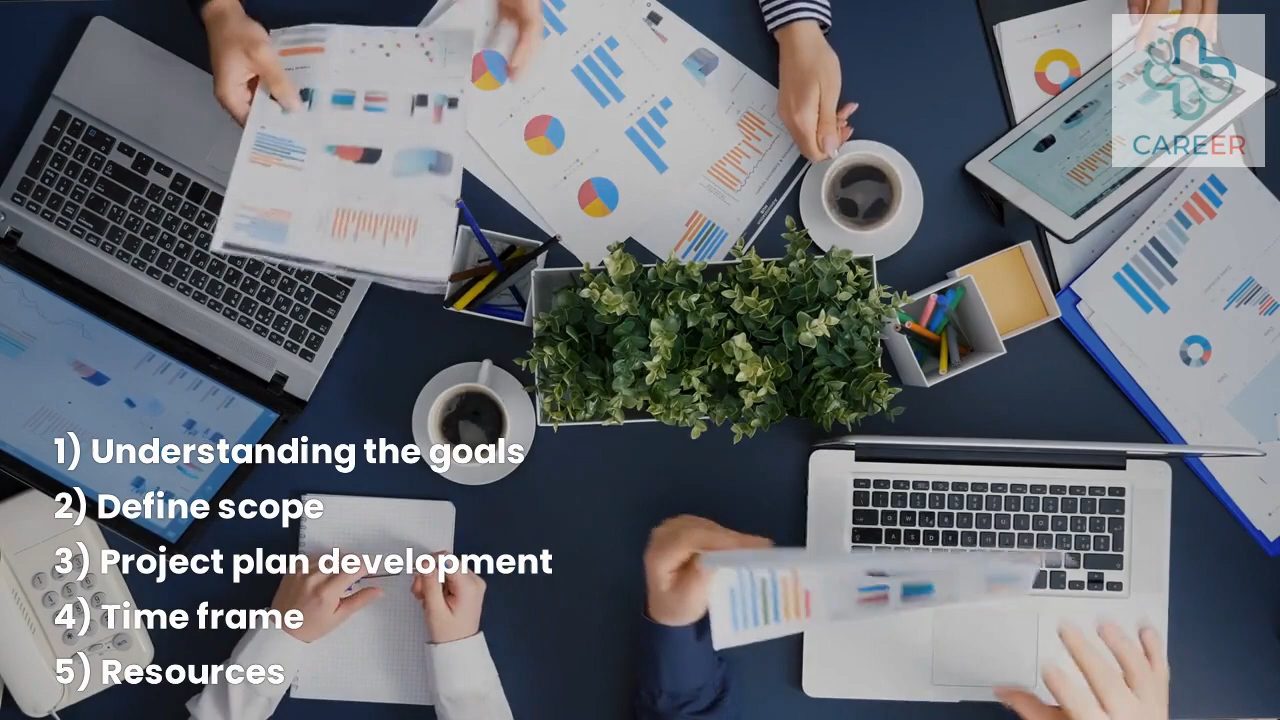 CAREER
1) Understanding the goals
2) Define scope
3) Project plan development
4) Time frame
5) Resources